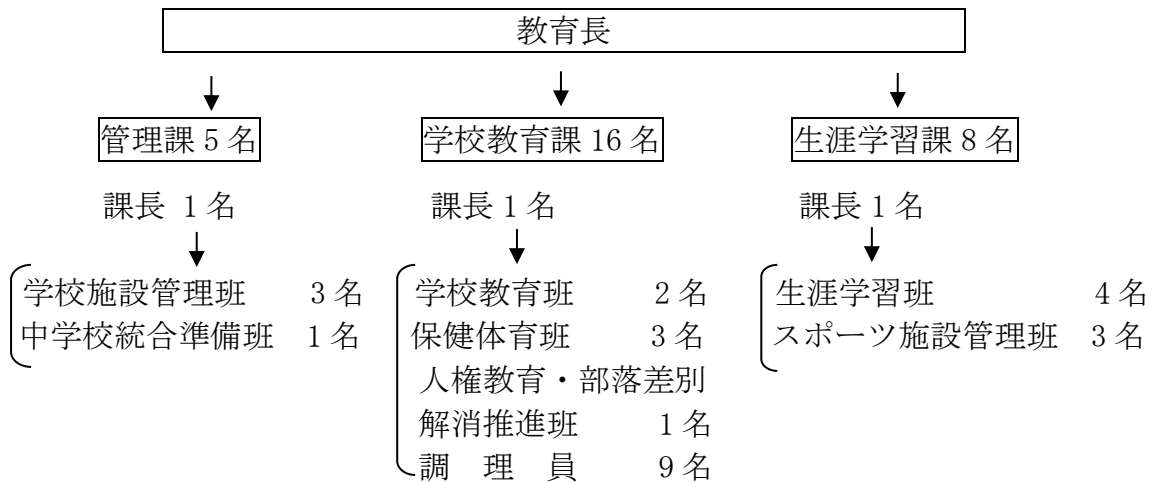 教育長
管理課 5 名
学校教育課 16 名
生涯学習課 8 名
課長 1 名
課長 1 名
課長 1 名
学校施設管理班 3 名
中学校統合準備班 1 名
学校教育班 2 名
保健体育班 3 名
人権教育・部落差別
解消推進班 1 名
調 理 員 9 名
生涯学習班 4 名
スポーツ施設管理班 3 名